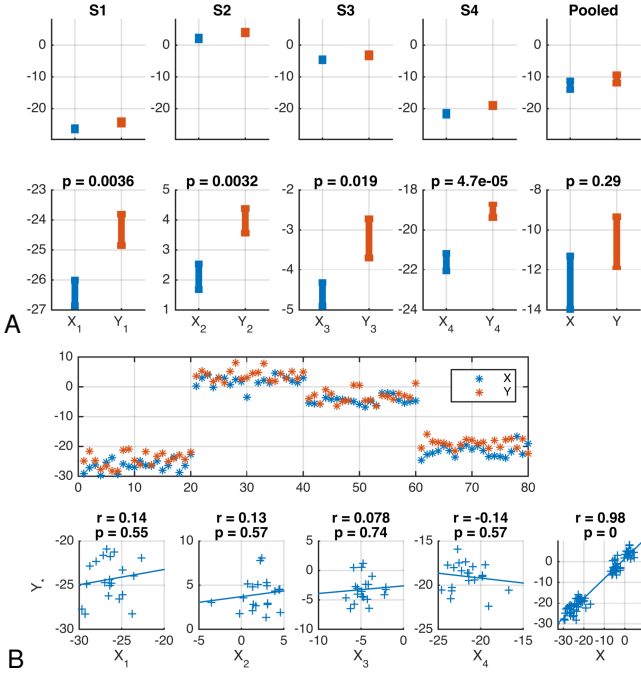 S1 S2 S3 S4 Pooled
0 0 0 0 0
-10 -10 -10 -10 -10
-20 -20 -20 -20 -20
p = 0.0036 p = 0.0032 p = 0.019 p = 4.7e-05 p = 0.29
-23 5 -2 -18 -8
-24 4 -3 -20 -10
-25 3 -4 -22 -12
-26 2 -5 -24 -14
-27 1
X1 Y1 X2 Y2 X3 Y3 X4 Y4 X Y
A
10
0
-10
-20
-30
0 10 20 30 40 50 60 70 80
X
Y
r = 0.14 r = 0.13 r = 0.078 r = -0.14 r = 0.98
p = 0.55 p = 0.57 p = 0.74 p = 0.57 p = 0
-20 10 5 -15 0
-25 5 0 -20 -10
-30 0 -5 -25 -20
-10 -30
Y*
-30 -25 -20 -5 0 5 -10 -5 0 -25 -20 -15 -30 -20 -10 0
X1 X2 X3 X4 X
B